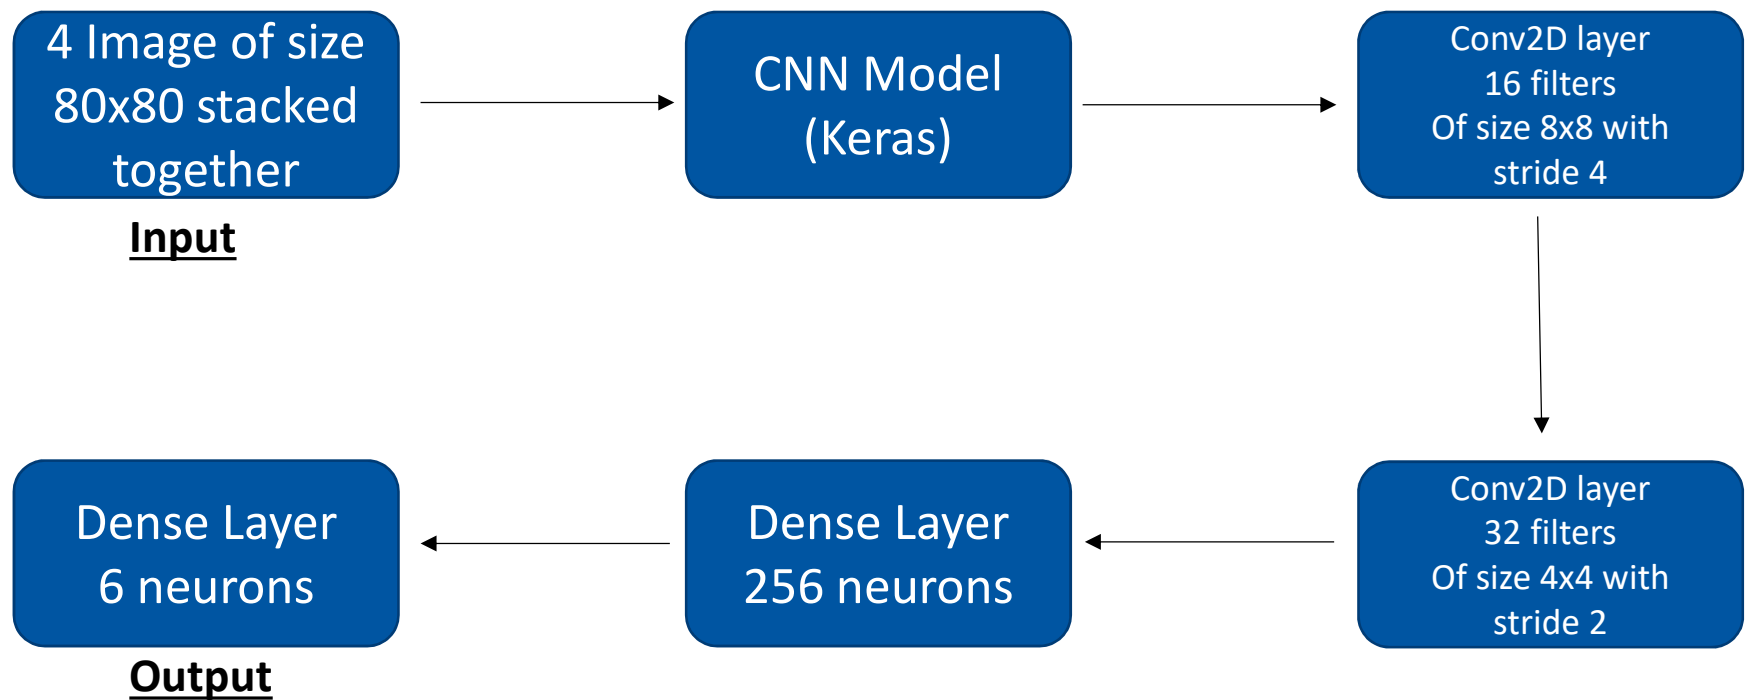 4 Image of size
80x80 stacked
together
Input
CNN Model
(Keras)
Conv2D layer
16 filters
Of size 8x8 with
stride 4
Conv2D layer
32 filters
Of size 4x4 with
stride 2
Dense Layer
256 neurons
Dense Layer
6 neurons
Output